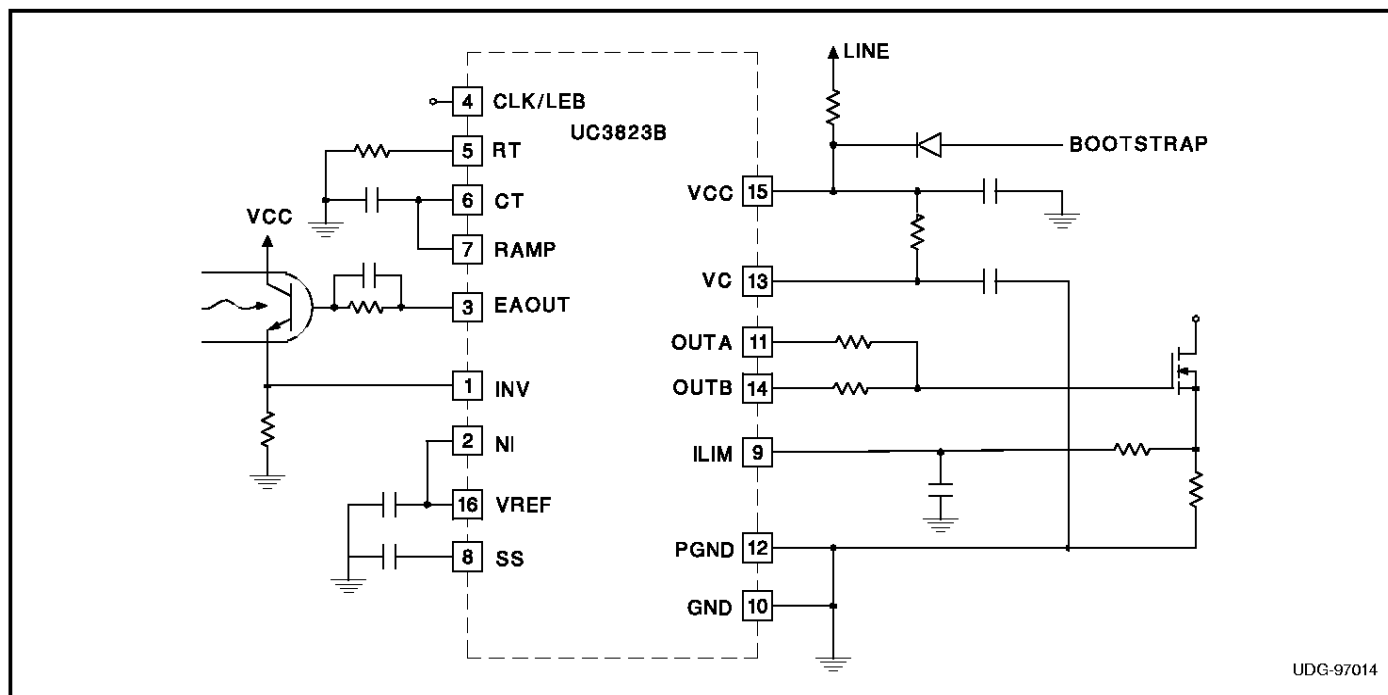 LINE
4 CLK/LEB
UC3823B
5 RT
BOOTSTRAP
6 CT
VCC 15
VCC
7 RAMP
VC 13
3 EAOUT
OUTA 11
1 INV
OUTB 14
2 NI
ILIM 9
16 VREF
PGND 12
8 SS
GND 10
UDG-97014